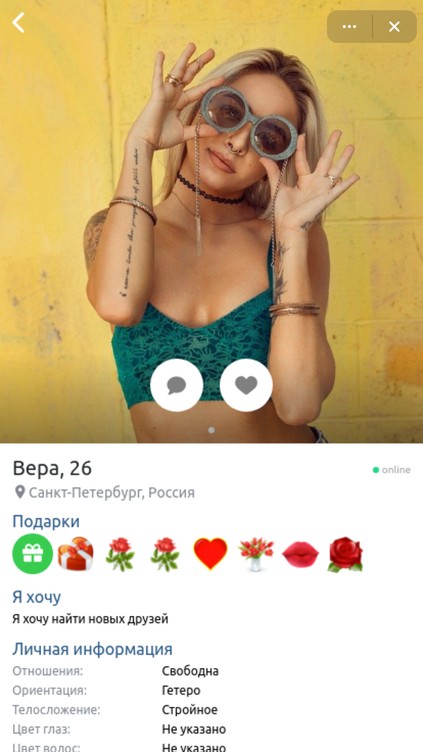 Вера, 26
online
Санкт-Петербург, Россия
Подарки
Я хочу
Я хочу найти новых друзей
Личная информация
Отношения: Свободна
Ориентация: Гетеро
Телосложение: Стройное
Цвет глаз: Не указано
Цвет волос: Не указано